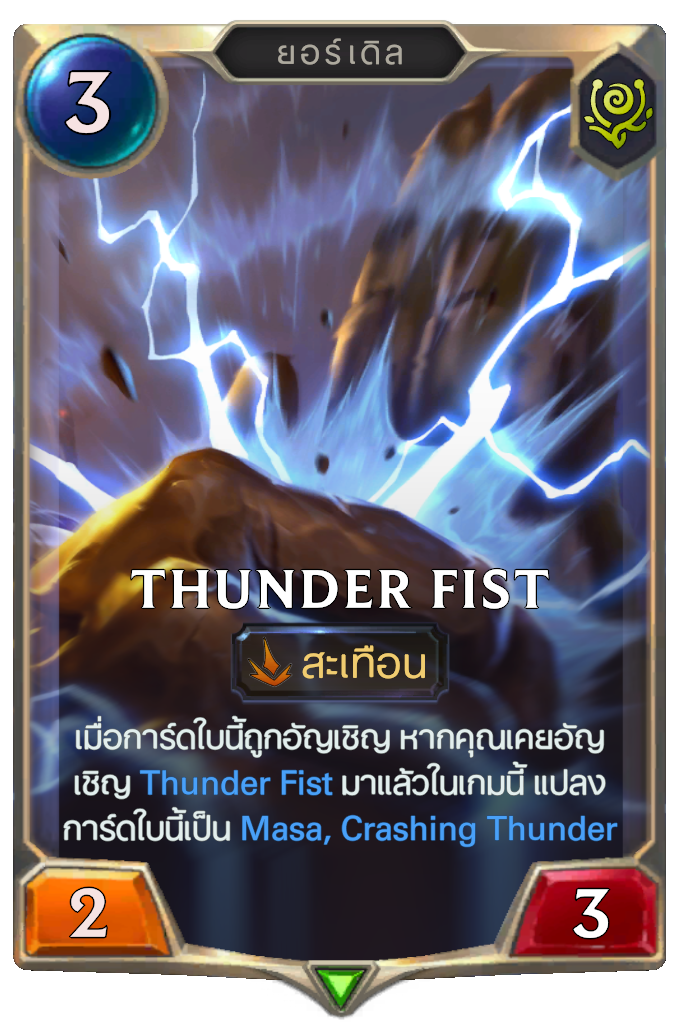 3
ยอร์เดิล
THUNDER FIST
สะเทือน
เมื่อการ์ดใบนี้ถูกอัญเชิญ หากคุณเคยอัญ
เชิญ Thunder Fist มาแล้วในเกมนี้ แปลง
การ์ดใบนี้เป็น Masa, Crashing Thunder
2
3